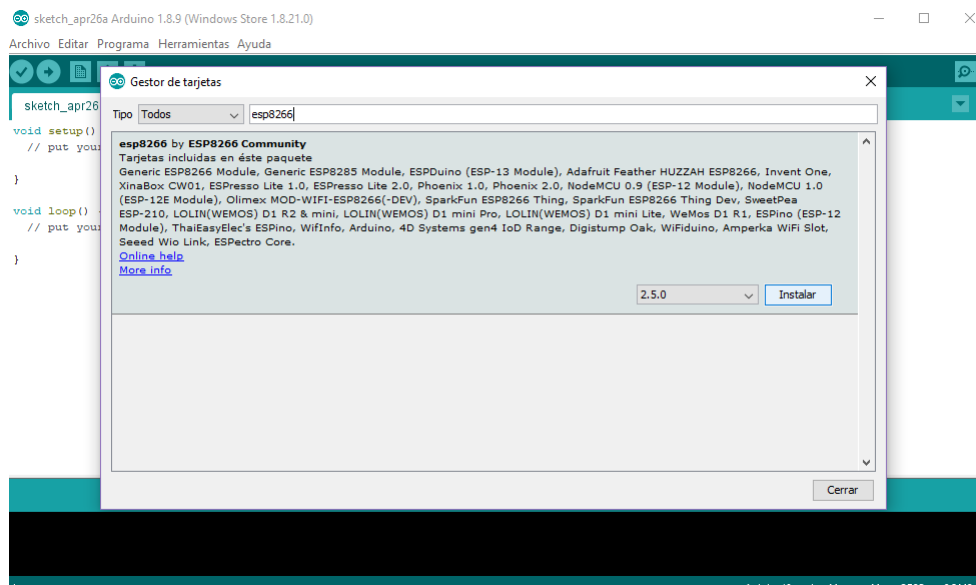 sketch_apr26a Arduino 1.8.9 (Windows Store 1.8.21.0)
Archivo Editar Programa Herramientas Ayuda
Gestor de tarjetas
sketch_apr26
Tipo Todos esp8266
void setup()
// put your
}
void loop()
// put your
}
esp8266 by ESP8266 Community
Tarjetas incluidas en éste paquete
Generic ESP8266 Module, Generic ESP8285 Module, ESPDuino (ESP-13 Module), Adafruit Feather HUZZAH ESP8266, Invent One,
XinaBox CW01, ESPresso Lite 1.0, ESPresso Lite 2.0, Phoenix 1.0, Phoenix 2.0, NodeMCU 0.9 (ESP-12 Module), NodeMCU 1.0
(ESP-12E Module), Olimex MOD-WIFI-ESP8266(-DEV), SparkFun ESP8266 Thing, SparkFun ESP8266 Thing Dev, SweetPea
ESP-210, LOLIN(WEMOS) D1 R2 & mini, LOLIN(WEMOS) D1 mini Pro, LOLIN(WEMOS) D1 mini Lite, WeMos D1 R1, ESPino (ESP-12
Module), ThaiEasyElec's ESPino, WifInfo, Arduino, 4D Systems gen4 IoD Range, Digistump Oak, WiFiduino, Amperka WiFi Slot,
Seeed Wio Link, ESPectro Core.
Online help
More info
2.5.0 Instalar
Cerrar